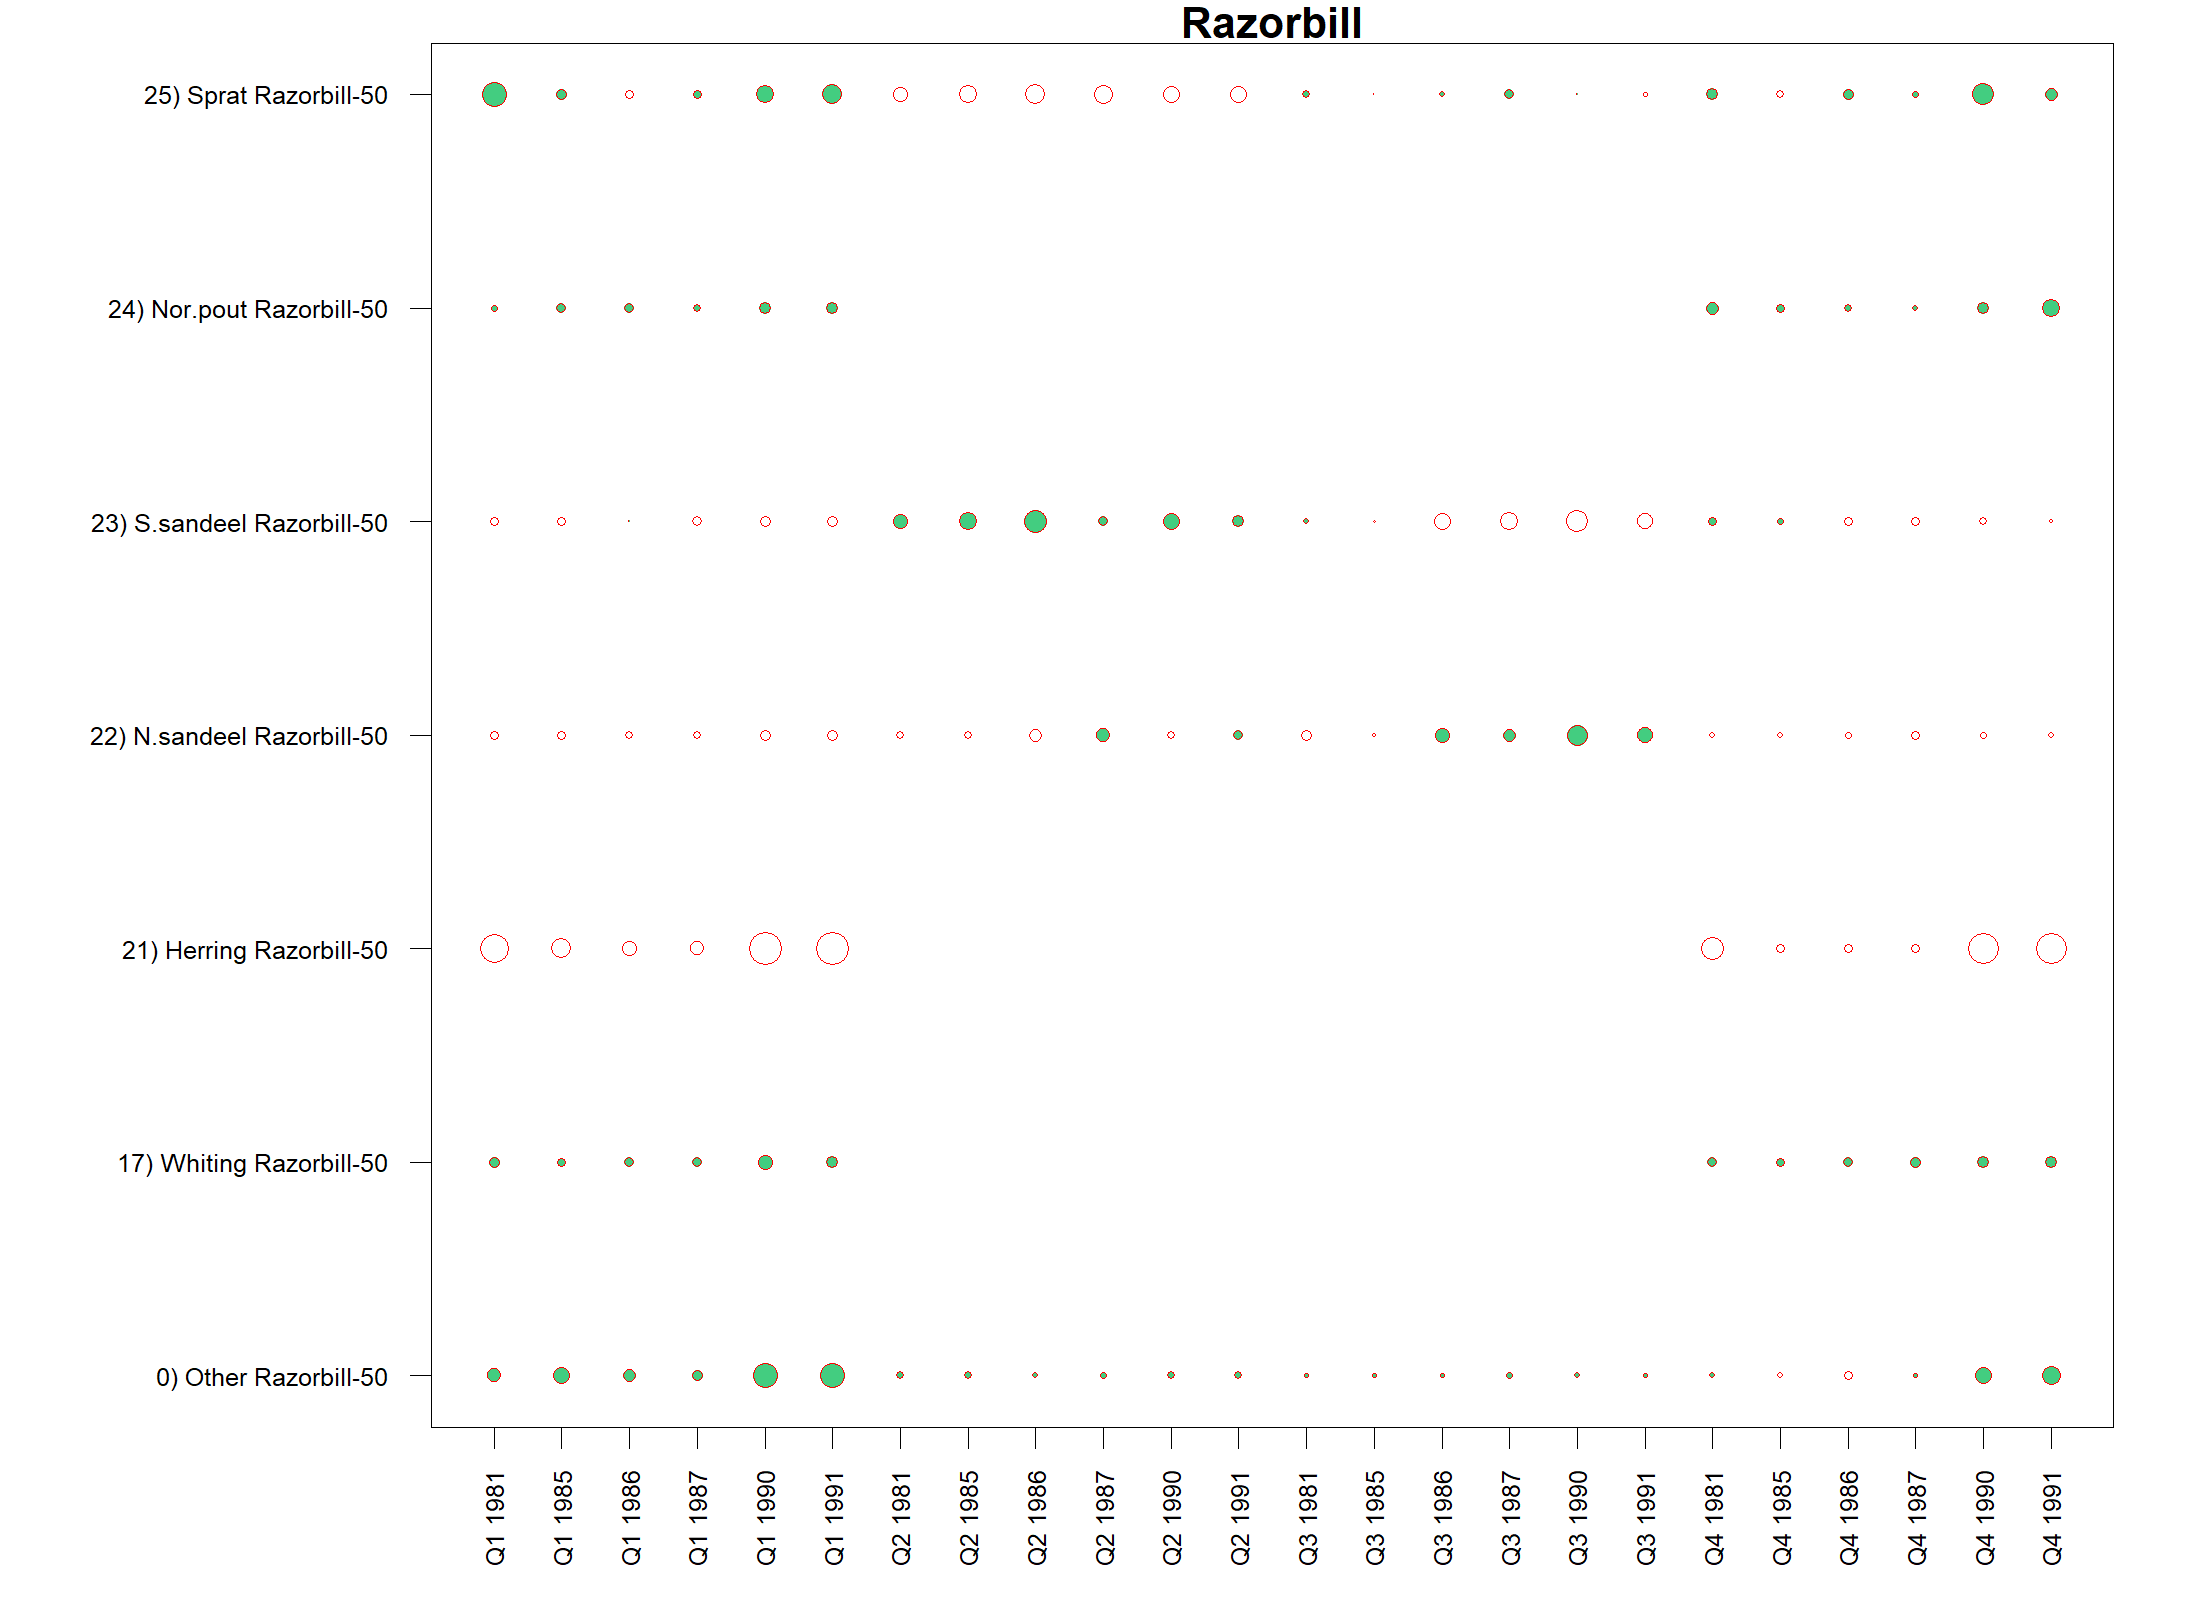 Razorbill
25) Sprat Razorbill-50
24) Nor.pout Razorbill-50
23) S.sandeel Razorbill-50
22) N.sandeel Razorbill-50
21) Herring Razorbill-50
17) Whiting Razorbill-50
0) Other Razorbill-50
Q1 1981
Q1 1985
Q1 1986
Q1 1987
Q1 1990
Q1 1991
Q2 1981
Q2 1985
Q2 1986
Q2 1987
Q2 1990
Q2 1991
Q3 1981
Q3 1985
Q3 1986
Q3 1987
Q3 1990
Q3 1991
Q4 1981
Q4 1985
Q4 1986
Q4 1987
Q4 1990
Q4 1991